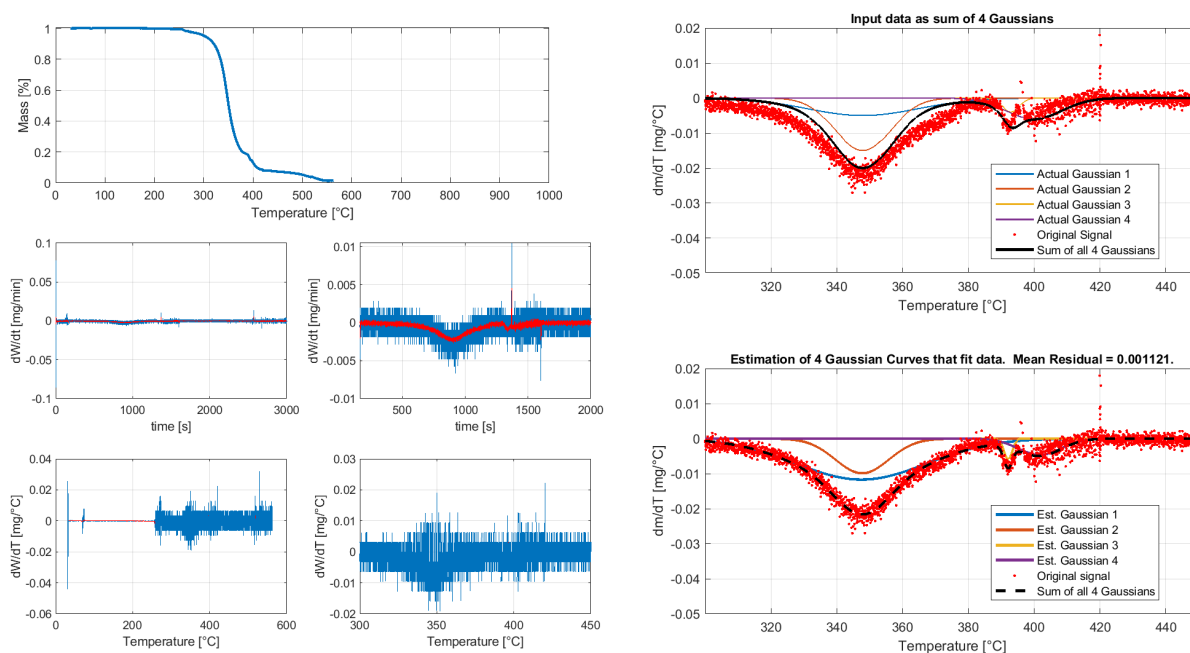 1
0.8
0.6
0.4
0.2
0
Mass [%]
0 100 200 300 400 500 600 700 800 900 1000
Temperature [°C]
0.1
0.05
0
-0.05
-0.1
dW/dt [mg/min]
0 1000 2000 3000
time [s]
0.01
0.005
0
-0.005
-0.01
dW/dt [mg/min]
500 1000 1500 2000
time [s]
0.04
0.02
0
-0.02
-0.04
-0.06
dW/dT [mg/°C]
0 200 400 600
Temperature [°C]
0.03
0.02
0.01
0
-0.01
-0.02
dW/dT [mg/°C]
300 350 400 450
Temperature [°C]
Input data as sum of 4 Gaussians
0.02
0.01
0
-0.01
-0.02
-0.03
-0.04
-0.05
dm/dT [mg/°C]
Actual Gaussian 1
Actual Gaussian 2
Actual Gaussian 3
Actual Gaussian 4
Original Signal
Sum of all 4 Gaussians
320 340 360 380 400 420 440
Temperature [°C]
Estimation of 4 Gaussian Curves that fit data. Mean Residual = 0.001121.
0.02
0.01
0
-0.01
-0.02
-0.03
-0.04
-0.05
dm/dT [mg/°C]
Est. Gaussian 1
Est. Gaussian 2
Est. Gaussian 3
Est. Gaussian 4
Original signal
Sum of all 4 Gaussians
320 340 360 380 400 420 440
Temperature [°C]